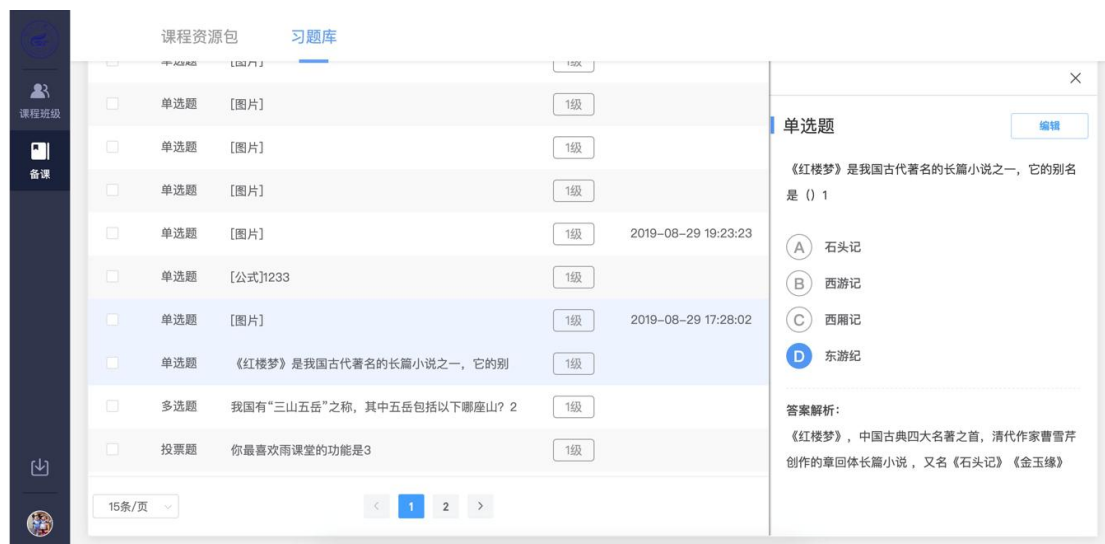 课程资源包 习题库
课程班级
备课
单选题 [图片] 1级
单选题 [图片] 1级
单选题 [图片] 1级
单选题 [图片] 1级
单选题 [图片] 1级 2019-08-29 19:23:23
单选题 [公式]1233 1级
单选题 [图片] 1级 2019-08-29 17:28:02
单选题 《红楼梦》是我国古代著名的长篇小说之一，它的别 1级
多选题 我国有“三山五岳”之称，其中五岳包括以下哪座山？2 1级
投票题 你最喜欢雨课堂的功能是3 1级
15条/页 1 2
单选题 编辑
《红楼梦》是我国古代著名的长篇小说之一，它的别名
是（）1
A 石头记
B 西游记
C 西厢记
D 东游纪
答案解析：
《红楼梦》，中国古典四大名著之首，清代作家曹雪芹
创作的章回体长篇小说 ，又名《石头记》《金玉缘》